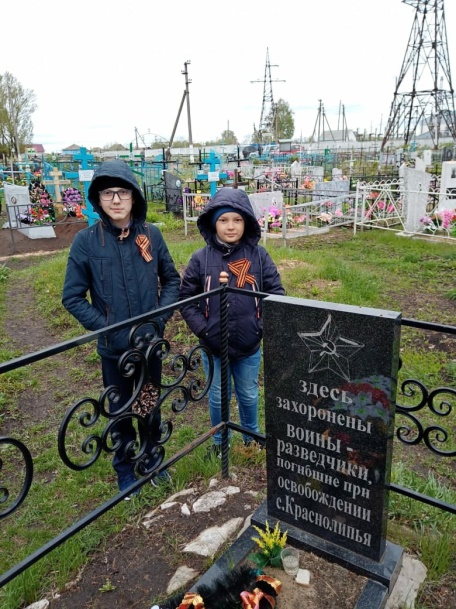 здесь
захоронены
воины -
разведчики,
погибшие при
освобождении
с. Краснолипья